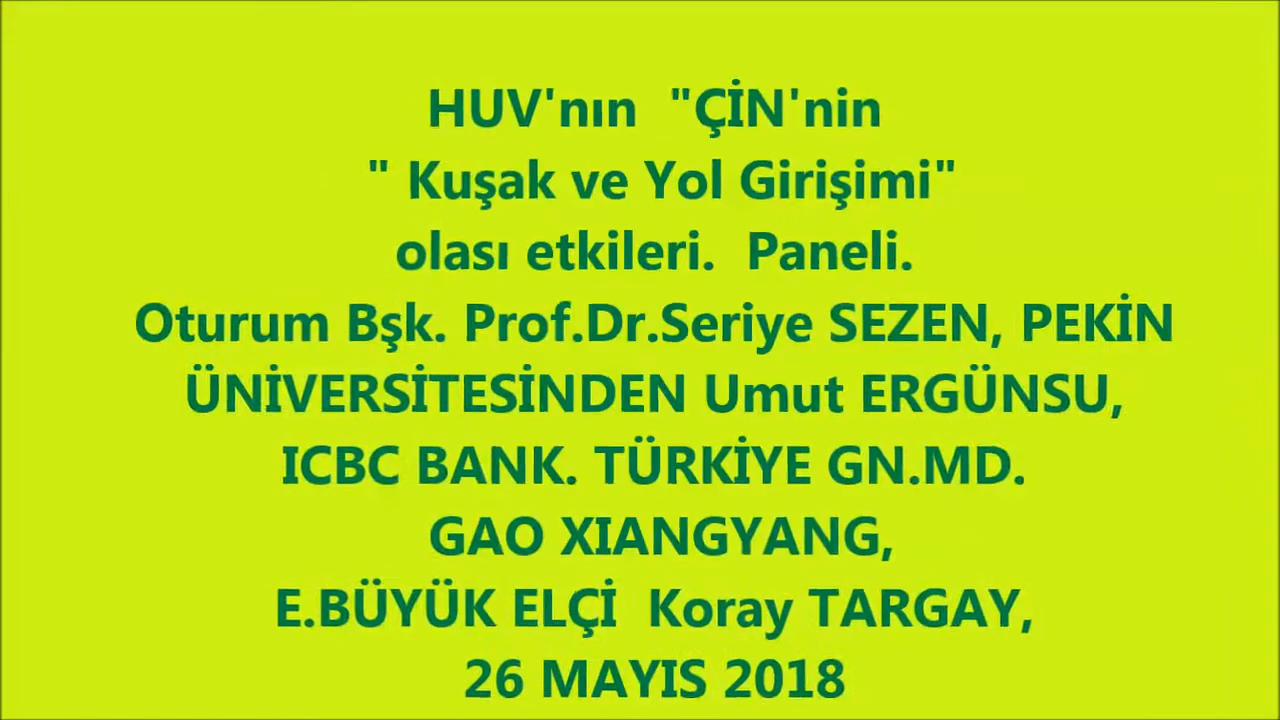 HUV'nın "ÇİN'nin
" Kuşak ve Yol Girişimi"
olası etkileri. Paneli.
Oturum Bşk. Prof.Dr.Seriye SEZEN, PEKİN
ÜNİVERSİTESİNDEN Umut ERGÜNSU,
ICBC BANK. TÜRKİYE GN.MD.
GAO XIANGYANG,
E.BÜYÜK ELÇİ Koray TARGAY,
26 MAYIS 2018